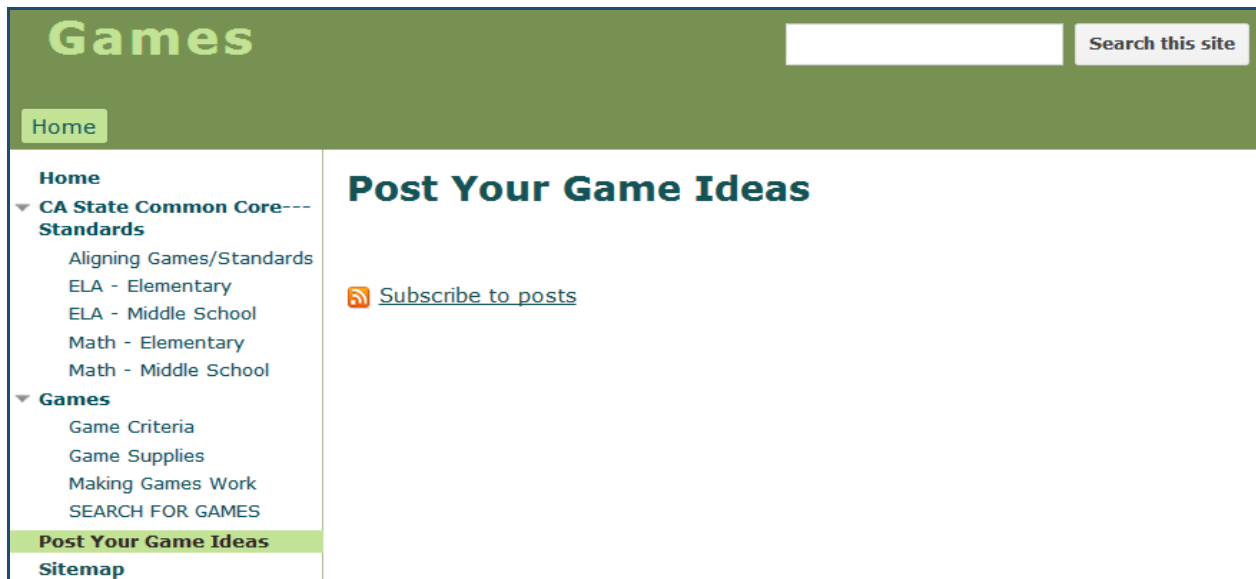 Games
Search this site
Home
Home
CA State Common Core---
Standards
Aligning Games/Standards
ELA - Elementary
ELA - Middle School
Math - Elementary
Math - Middle School
Games
Game Criteria
Game Supplies
Making Games Work
SEARCH FOR GAMES
Post Your Game Ideas
Sitemap
Post Your Game Ideas
Subscribe to posts